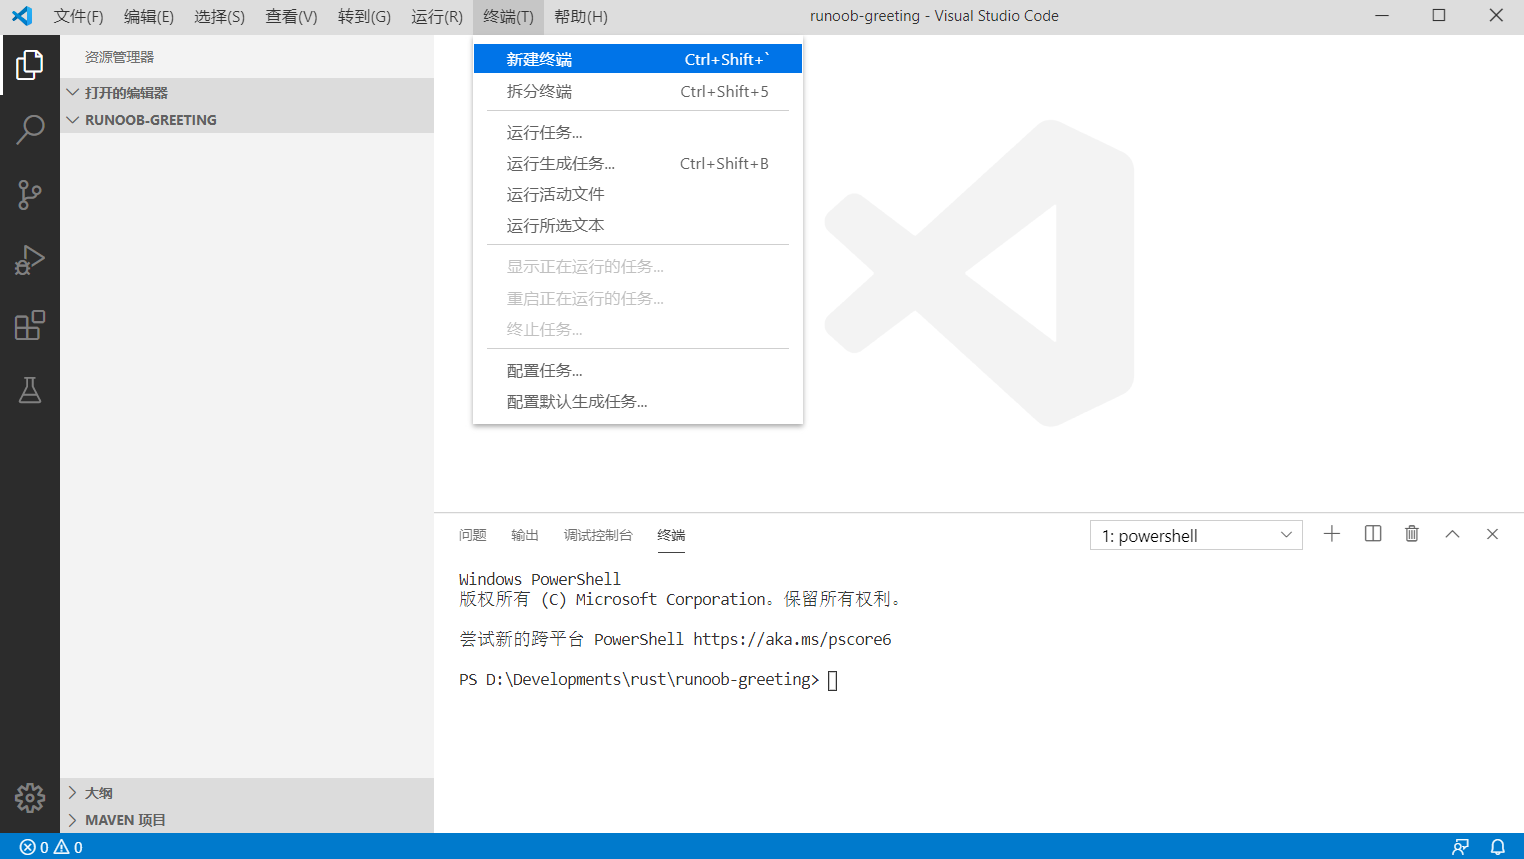 文件(F) 编辑(E) 选择(S) 查看(V) 转到(G) 运行(R) 终端(T) 帮助(H) runoob-greeting - Visual Studio Code
资源管理器
打开的编辑器
RUNOOB-GREETING
新建终端 Ctrl+Shift+`
拆分终端 Ctrl+Shift+5
运行任务...
运行生成任务... Ctrl+Shift+B
运行活动文件
运行所选文本
显示正在运行的任务...
重启正在运行的任务...
终止任务...
配置任务...
配置默认生成任务...
问题 输出 调试控制台 终端 1: powershell
Windows PowerShell
版权所有 (C) Microsoft Corporation。保留所有权利。
尝试新的跨平台 PowerShell https://aka.ms/pscore6
PS D:\Developments\rust\runoob-greeting>
大纲
MAVEN 项目
0 0